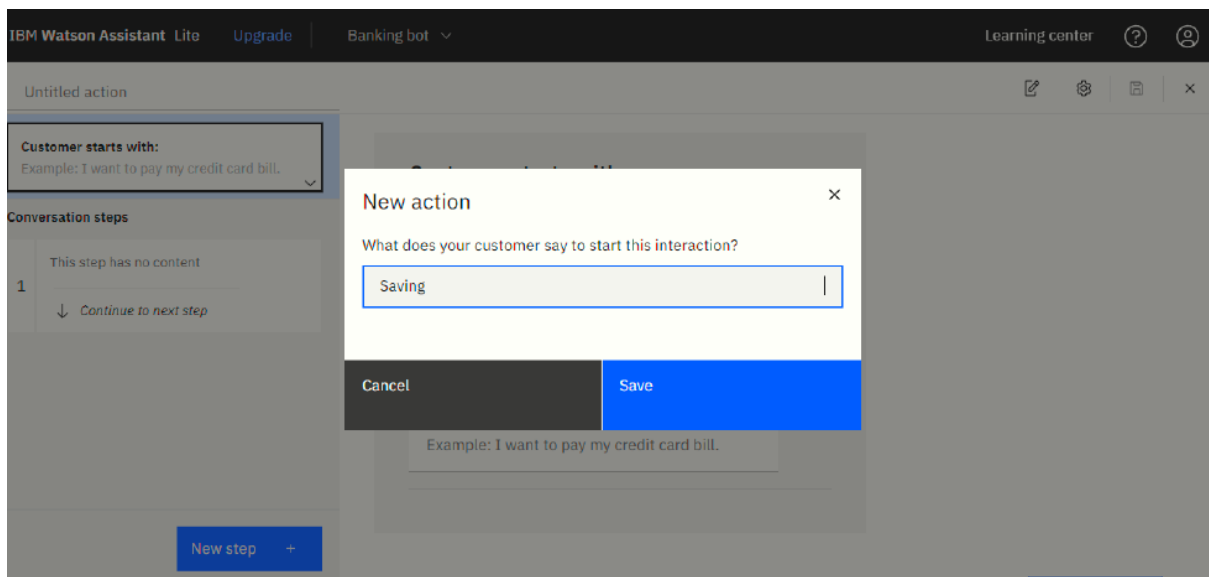 IBM Watson Assistant Lite Upgrade Banking bot Learning center
Untitled action
Customer starts with:
Example: I want to pay my credit card bill.
Conversation steps
This step has no content
1
Continue to next step
New step +
New action
What does your customer say to start this interaction?
Saving
Cancel Save
Example: I want to pay my credit card bill.